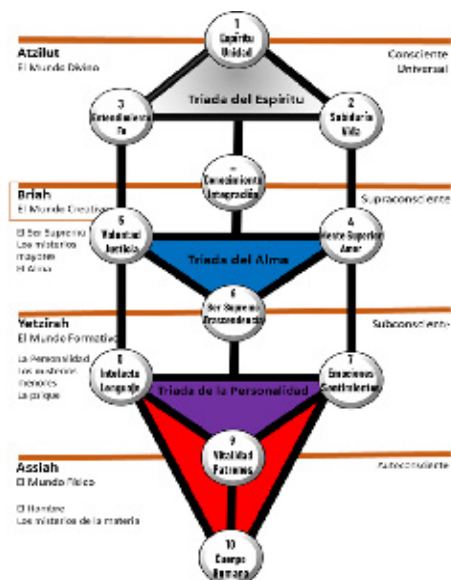 1
Espíritu
Unidad
Atzilut
El Mundo Divino
Consciente
Universal
Triada del Espíritu
3
Entendimiento
Fe
2
Sabiduría
Vida
Conocimiento
Integración
Briah
El Mundo Creativo
Supraconsciente
El Ser Supremo
Los misterios
mayores
El Alma
5
Voluntad
Justicia
4
Mente Superior
Amor
Triada del Alma
6
Ser Supremo
Trascendencia
Yetzirah
El Mundo Formativo
Subconsciente
La Personalidad
Los misterios
menores
La psique
8
Intelecto
Lenguaje
7
Emociones
Sentimientos
Triada de la Personalidad
9
Vitalidad
Patrones
Assiah
El Mundo Físico
Autoconsciente
El Hombre
Los misterios de la materia
10
Cuerpo
Humano